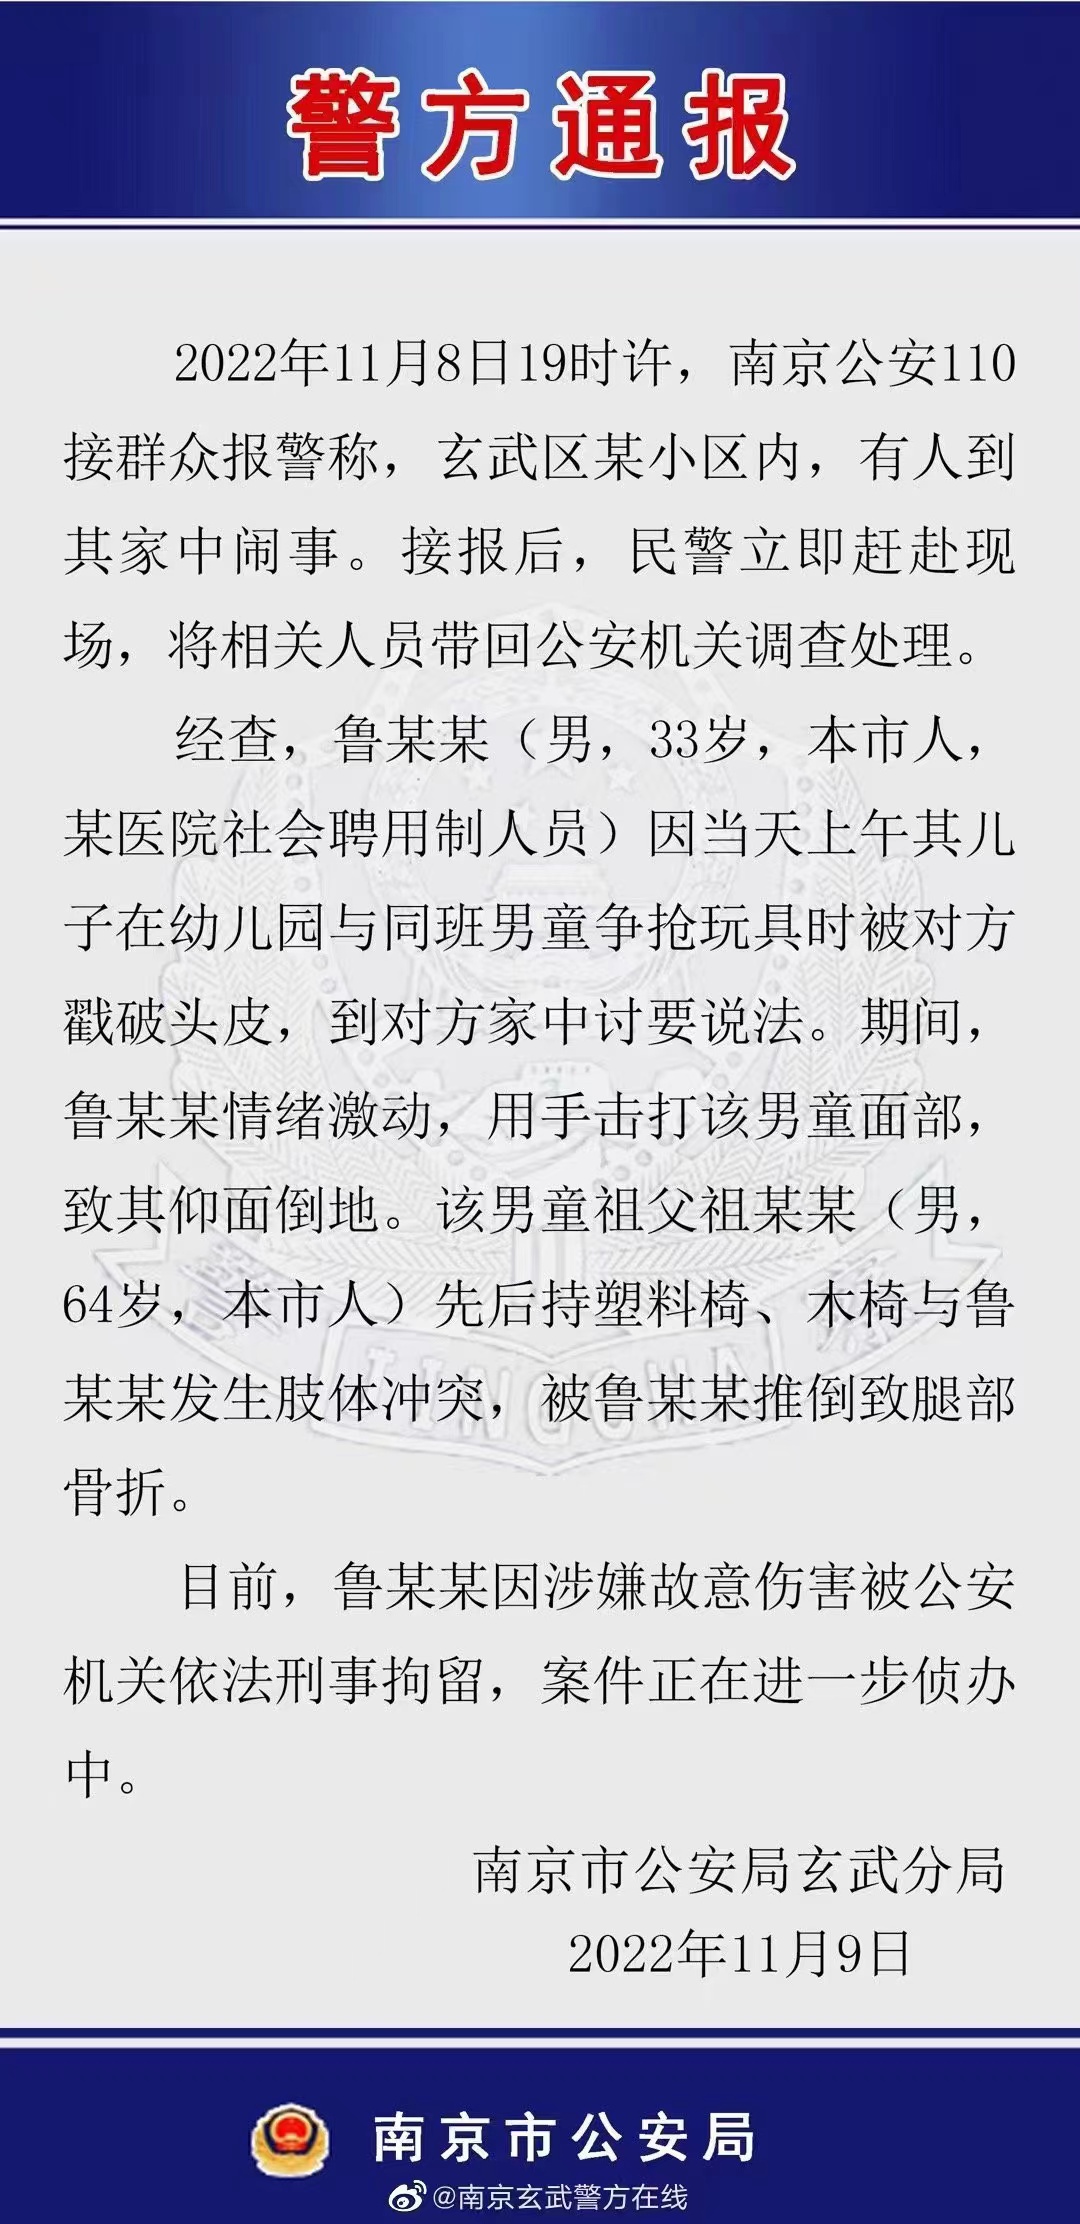 警方通报
2022年11月8日19时许，南京公安110
接群众报警称，玄武区某小区内，有人到
其家中闹事。接报后，民警立即赶赴现
场，将相关人员带回公安机关调查处理。
经查，鲁某某（男，33岁，本市人，
某医院社会聘用制人员）因当天上午其儿
子在幼儿园与同班男童争抢玩具时被对方
戳破头皮，到对方家中讨要说法。期间，
鲁某某情绪激动，用手击打该男童面部，
致其仰面倒地。该男童祖父祖某某（男，
64岁，本市人）先后持塑料椅、木椅与鲁
某某发生肢体冲突，被鲁某某推倒致腿部
骨折。
目前，鲁某某因涉嫌故意伤害被公安
机关依法刑事拘留，案件正在进一步侦办
中。
南京市公安局玄武分局
2022年11月9日
南京市公安局
@南京玄武警方在线